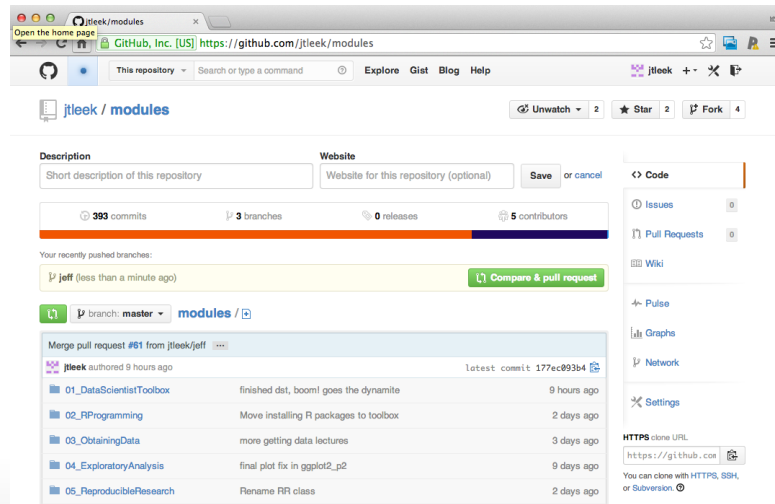 jtleek/modules
Open the home page
GitHub, Inc. [US] https://github.com/jtleek/modules
This repository Search or type a command Explore Gist Blog Help jtleek
jtleek / modules Unwatch 2 Star 2 Fork 4
Description Website
Short description of this repository Website for this repository (optional) Save or cancel
393 commits 3 branches 0 releases 5 contributors
Your recently pushed branches:
jeff (less than a minute ago) Compare & pull request
branch: master modules /
Merge pull request #61 from jtleek/jeff ...
jtleek authored 9 hours ago latest commit 177ec093b4
01_DataScientistToolbox finished dst, boom! goes the dynamite 9 hours ago
02_RProgramming Move installing R packages to toolbox 2 days ago
03_ObtainingData more getting data lectures 3 days ago
04_ExploratoryAnalysis final plot fix in ggplot2_p2 9 days ago
05_ReproducibleResearch Rename RR class 2 days ago
Code
Issues 0
Pull Requests 0
Wiki
Pulse
Graphs
Network
Settings
HTTPS clone URL
https://github.com
You can clone with HTTPS, SSH,
or Subversion.